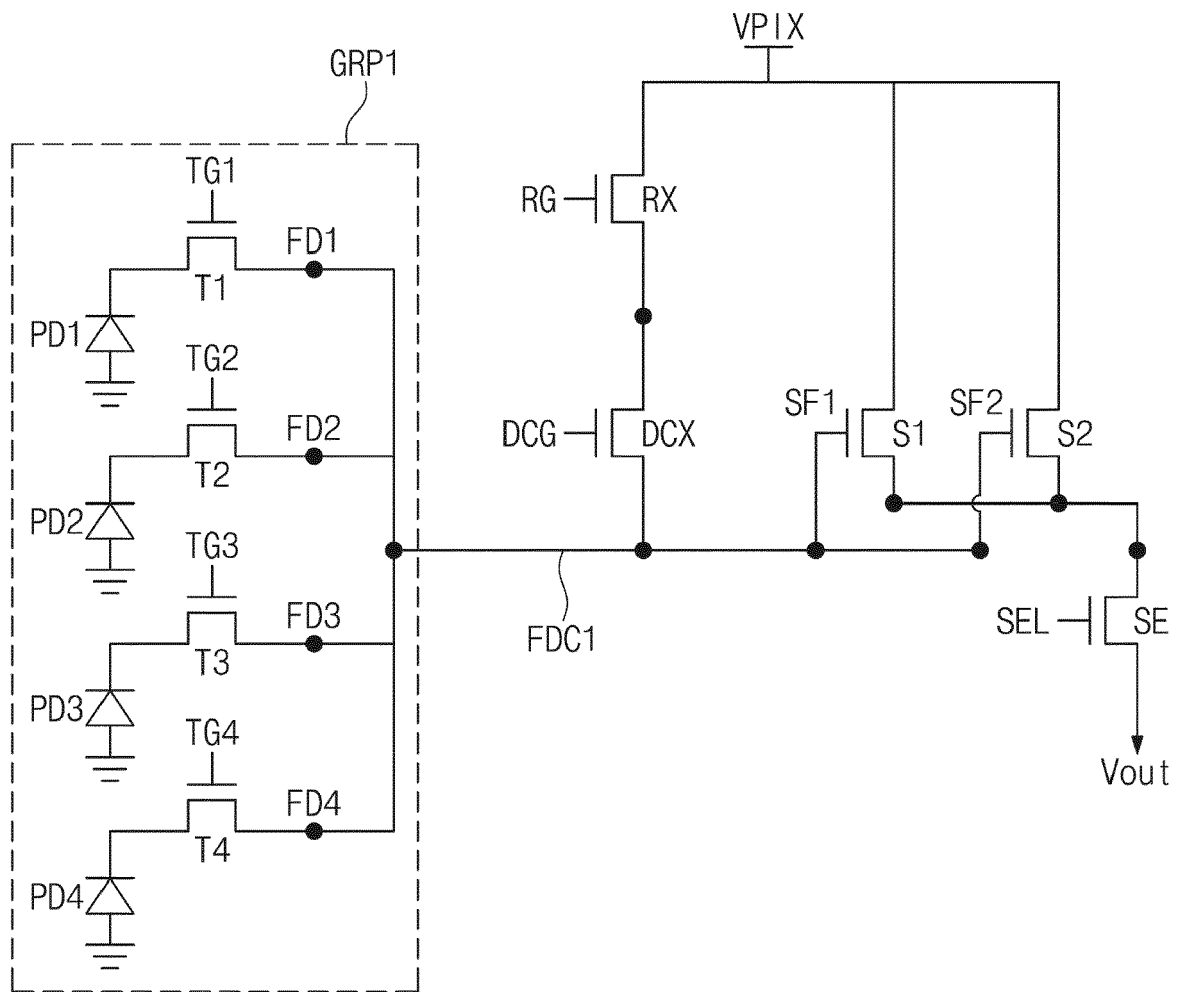 VPIX
GRP1
TG1
RG
RX
FD1
T1
PD1
TG2
SF1
SF2
FD2
DCG
DCX
S1
S2
T2
PD2
TG3
FD3
SEL
SE
FDC1
T3
PD3
TG4
Vout
FD4
T4
PD4